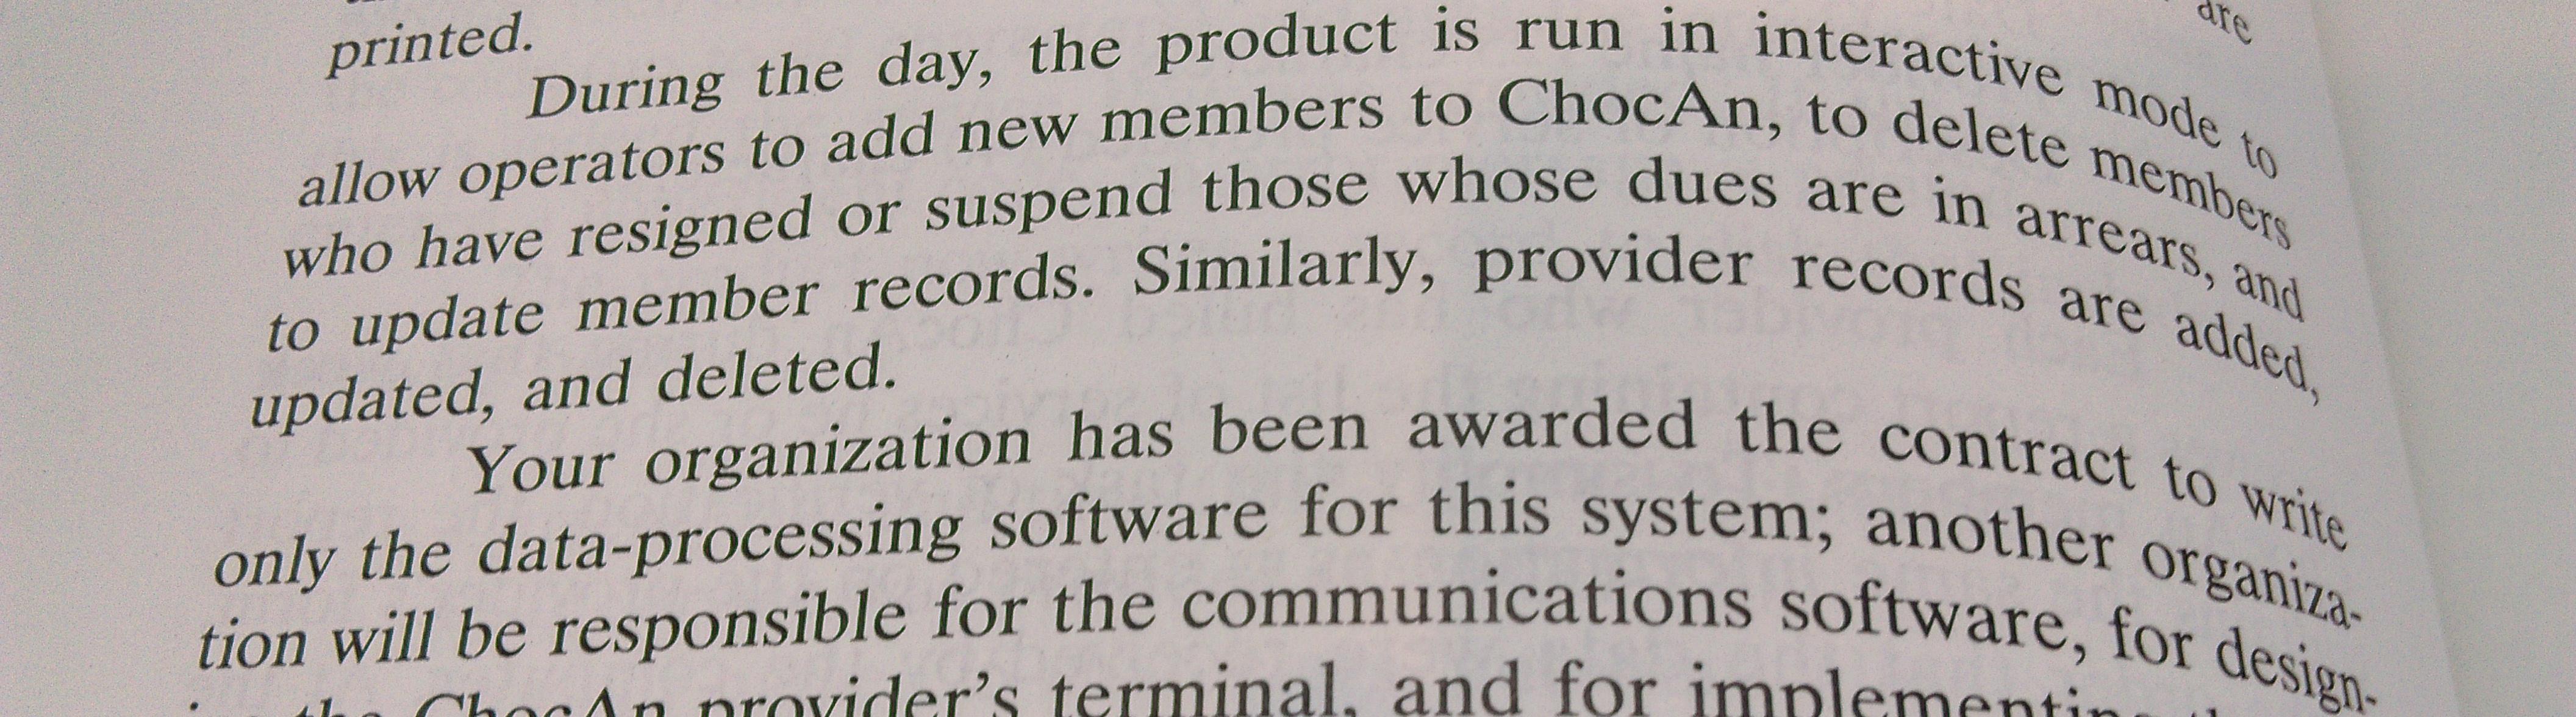 are
printed.
During the day, the product is run in interactive mode to
allow operators to add new members to ChocAn, to delete members
who have resigned or suspend those whose dues are in arrears, and
to update member records. Similarly, provider records are added,
updated, and deleted.
Your organization has been awarded the contract to write
only the data-processing software for this system; another organiza-
tion will be responsible for the communications software, for design-
the ChocAn provider's terminal, and for implementing